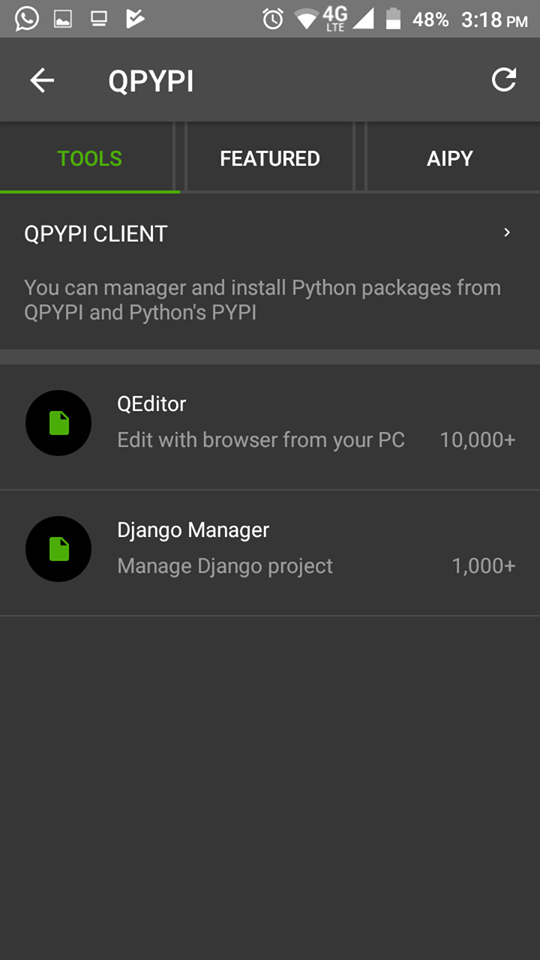 4G
LTE
48% 3:18 PM
QPYPI
TOOLS FEATURED AIPY
QPYPI CLIENT
You can manager and install Python packages from
QPYPI and Python's PYPI
QEditor
Edit with browser from your PC 10,000+
Django Manager
Manage Django project 1,000+